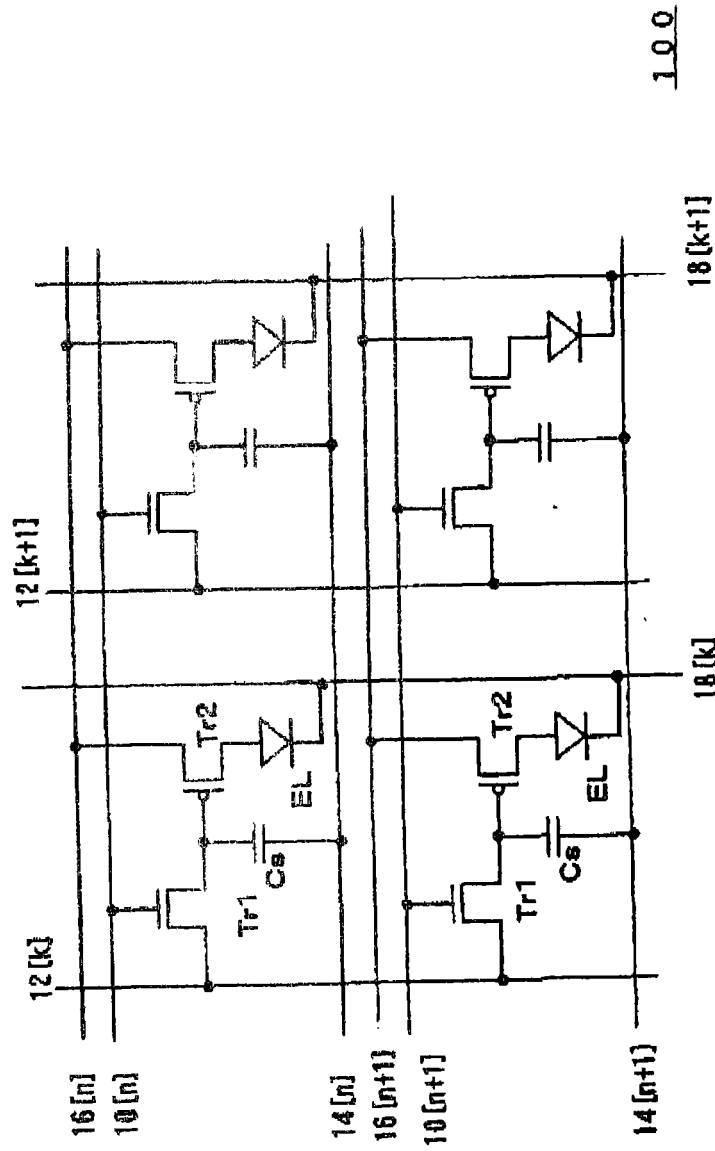 12[k]
12[k+1]
16[n]
10[n]
Tr1
Tr2
Cs
EL
14[n]
16[n+1]
10[n+1]
Tr1
Tr2
Cs
EL
14[n+1]
18[k]
18[k+1]
100